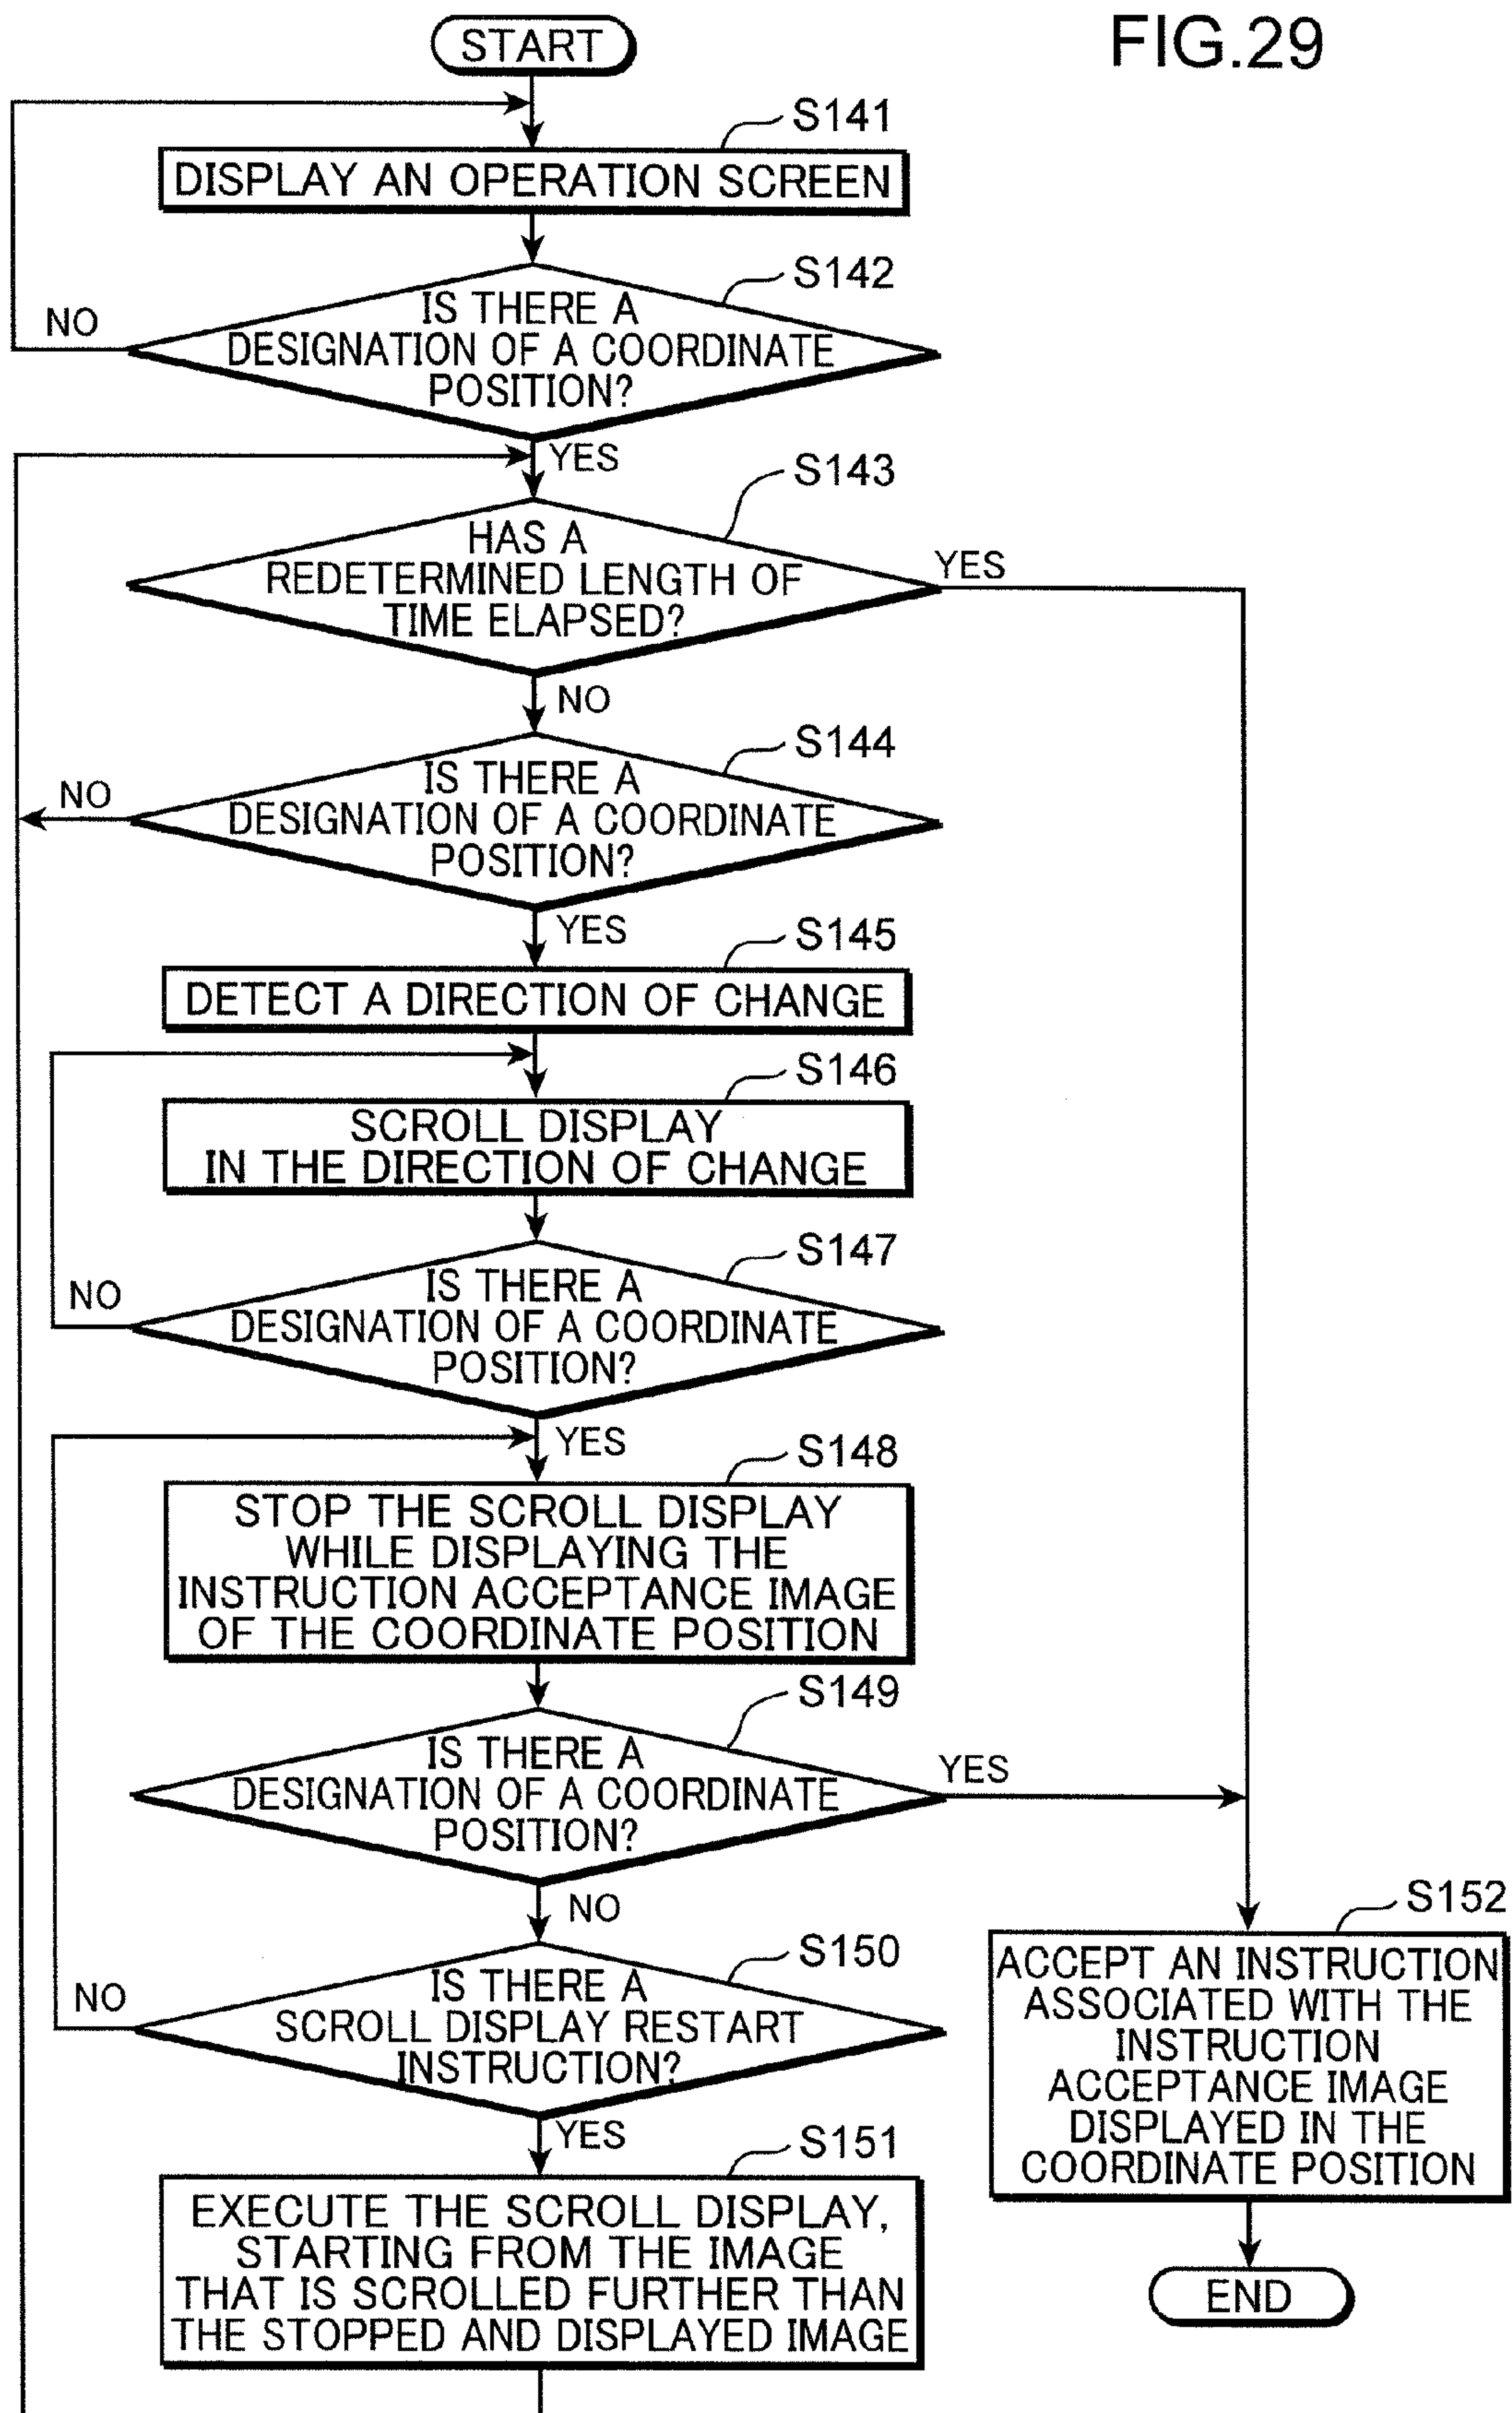 FIG.29
START
S141
DISPLAY AN OPERATION SCREEN
S142
IS THERE A
DESIGNATION OF A COORDINATE
POSITION?
NO
YES
S143
HAS A
REDETERMINED LENGTH OF
TIME ELAPSED?
YES
NO
S144
IS THERE A
DESIGNATION OF A COORDINATE
POSITION?
NO
YES
S145
DETECT A DIRECTION OF CHANGE
S146
SCROLL DISPLAY
IN THE DIRECTION OF CHANGE
S147
IS THERE A
DESIGNATION OF A COORDINATE
POSITION?
NO
YES
S148
STOP THE SCROLL DISPLAY
WHILE DISPLAYING THE
INSTRUCTION ACCEPTANCE IMAGE
OF THE COORDINATE POSITION
S149
IS THERE A
DESIGNATION OF A COORDINATE
POSITION?
YES
NO
S150
IS THERE A
SCROLL DISPLAY RESTART
INSTRUCTION?
NO
YES
S151
EXECUTE THE SCROLL DISPLAY,
STARTING FROM THE IMAGE
THAT IS SCROLLED FURTHER THAN
THE STOPPED AND DISPLAYED IMAGE
S152
ACCEPT AN INSTRUCTION
ASSOCIATED WITH THE
INSTRUCTION
ACCEPTANCE IMAGE
DISPLAYED IN THE
COORDINATE POSITION
END